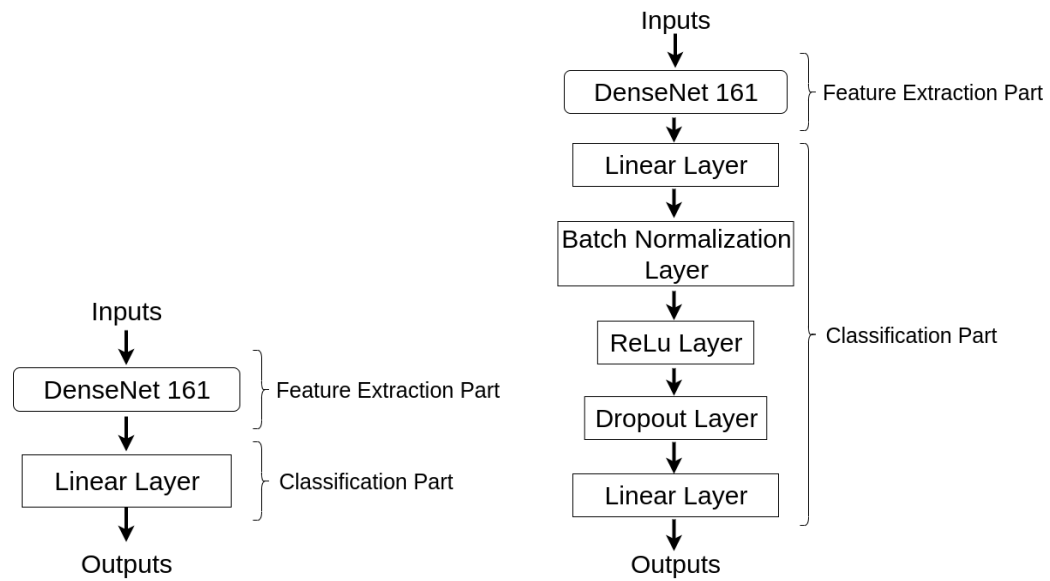 Inputs
DenseNet 161
Feature Extraction Part
Linear Layer
Classification Part
Outputs
Inputs
DenseNet 161
Feature Extraction Part
Linear Layer
Batch Normalization
Layer
ReLu Layer
Classification Part
Dropout Layer
Linear Layer
Outputs